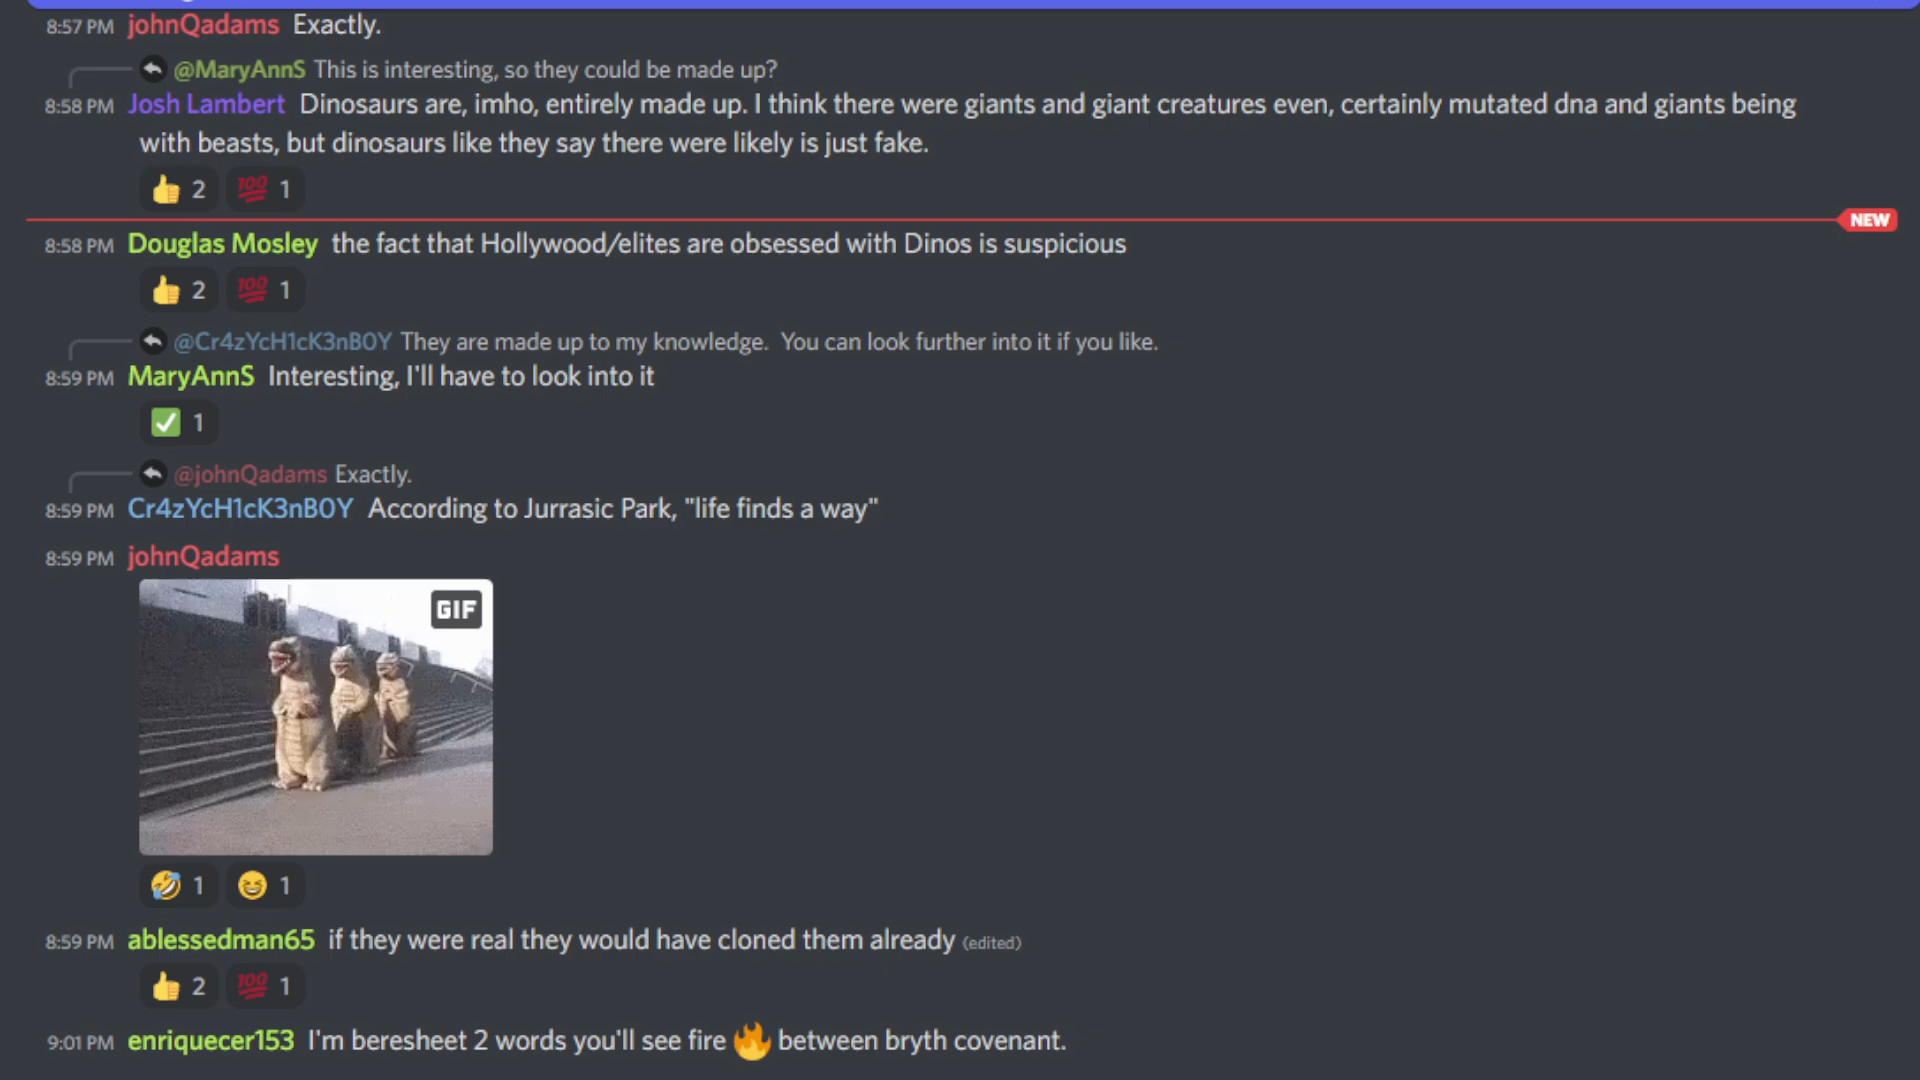 8:57 PM johnQadams Exactly.
@MaryAnnS This is interesting, so they could be made up?
8:58 PM Josh Lambert Dinosaurs are, imho, entirely made up. I think there were giants and giant creatures even, certainly mutated dna and giants being
with beasts, but dinosaurs like they say there were likely is just fake.
👍 2 💯 1
NEW
8:58 PM Douglas Mosley the fact that Hollywood/elites are obsessed with Dinos is suspicious
👍 2 💯 1
@Cr4zYcH1cK3nB0Y They are made up to my knowledge. You can look further into it if you like.
8:59 PM MaryAnnS Interesting, I'll have to look into it
✅ 1
@johnQadams Exactly.
8:59 PM Cr4zYcH1cK3nB0Y According to Jurrasic Park, "life finds a way"
8:59 PM johnQadams
GIF
🤣 1 😆 1
8:59 PM ablessedman65 if they were real they would have cloned them already (edited)
👍 2 💯 1
9:01 PM enriquecer153 I'm beresheet 2 words you'll see fire 🔥 between bryth covenant.